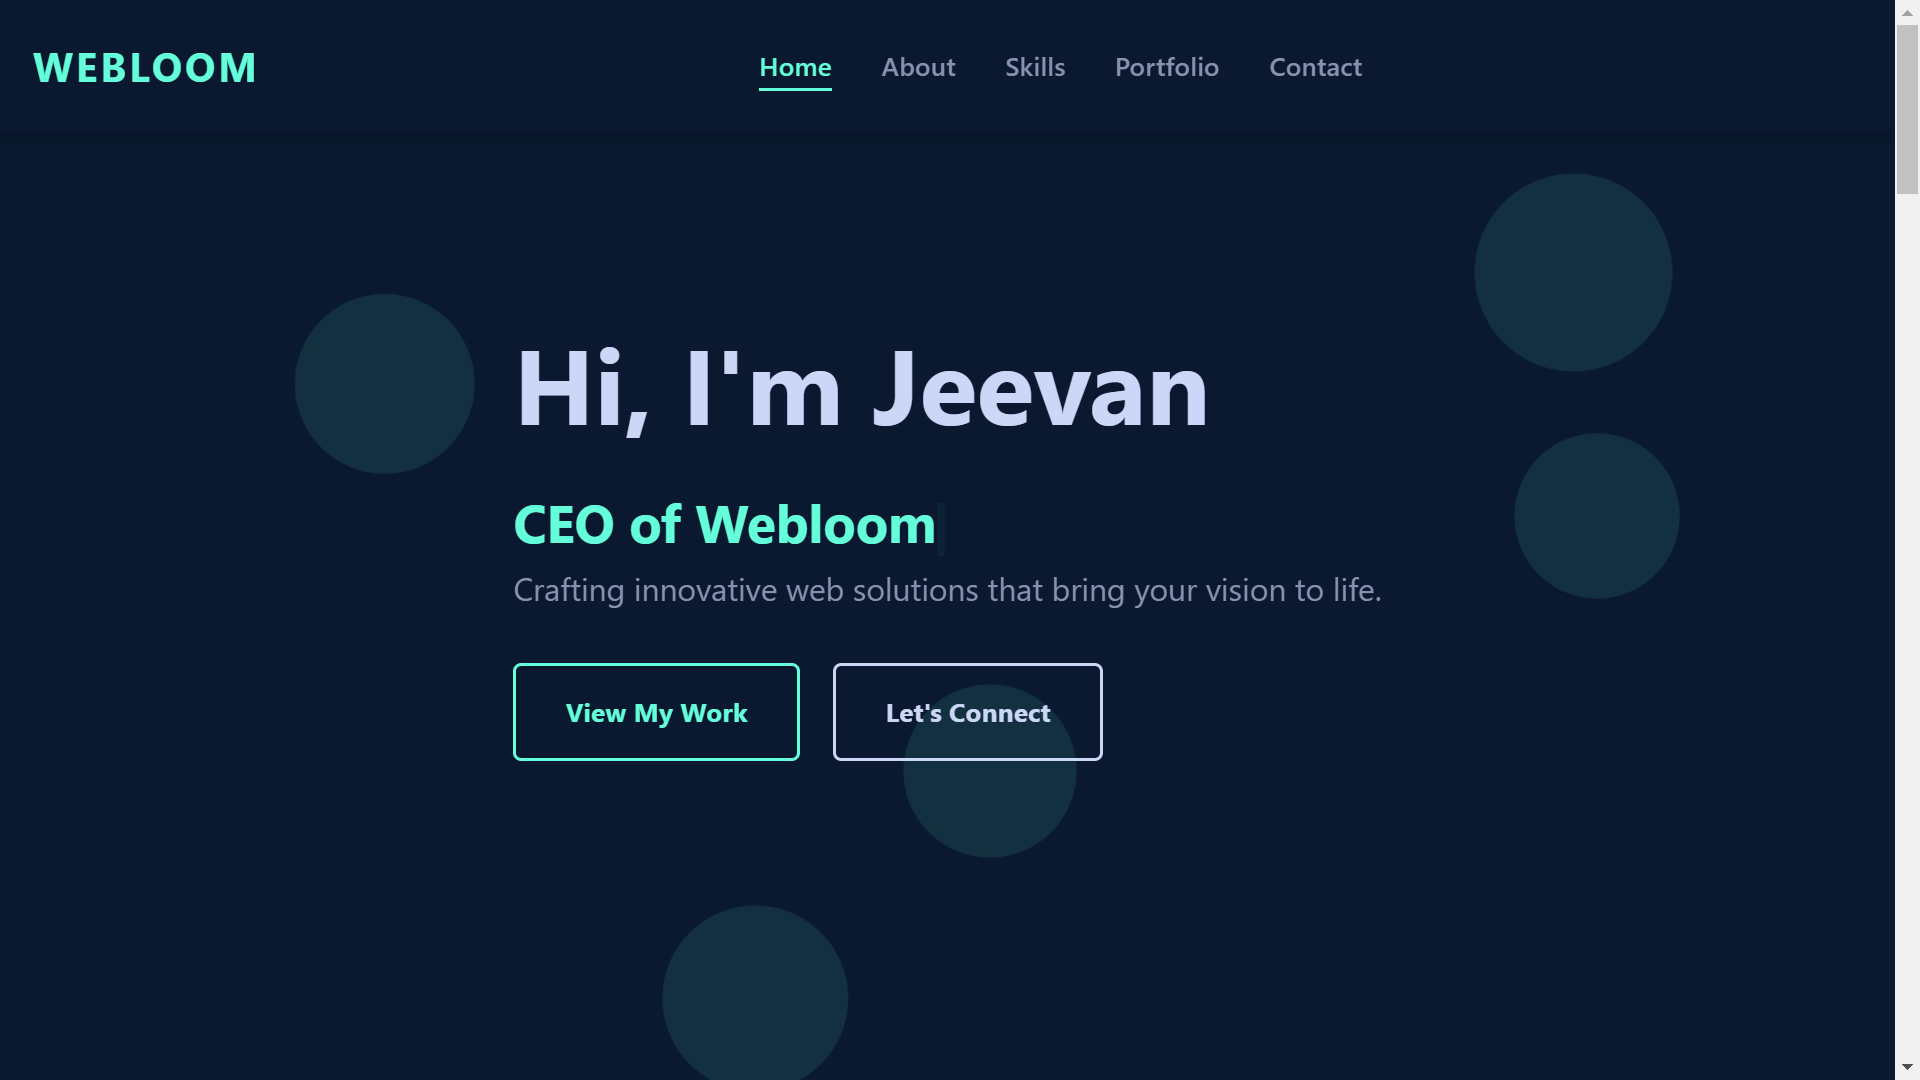 WEBLOOM
Home About Skills Portfolio Contact
Hi, I'm Jeevan
CEO of Webloom
Crafting innovative web solutions that bring your vision to life.
View My Work
Let's Connect